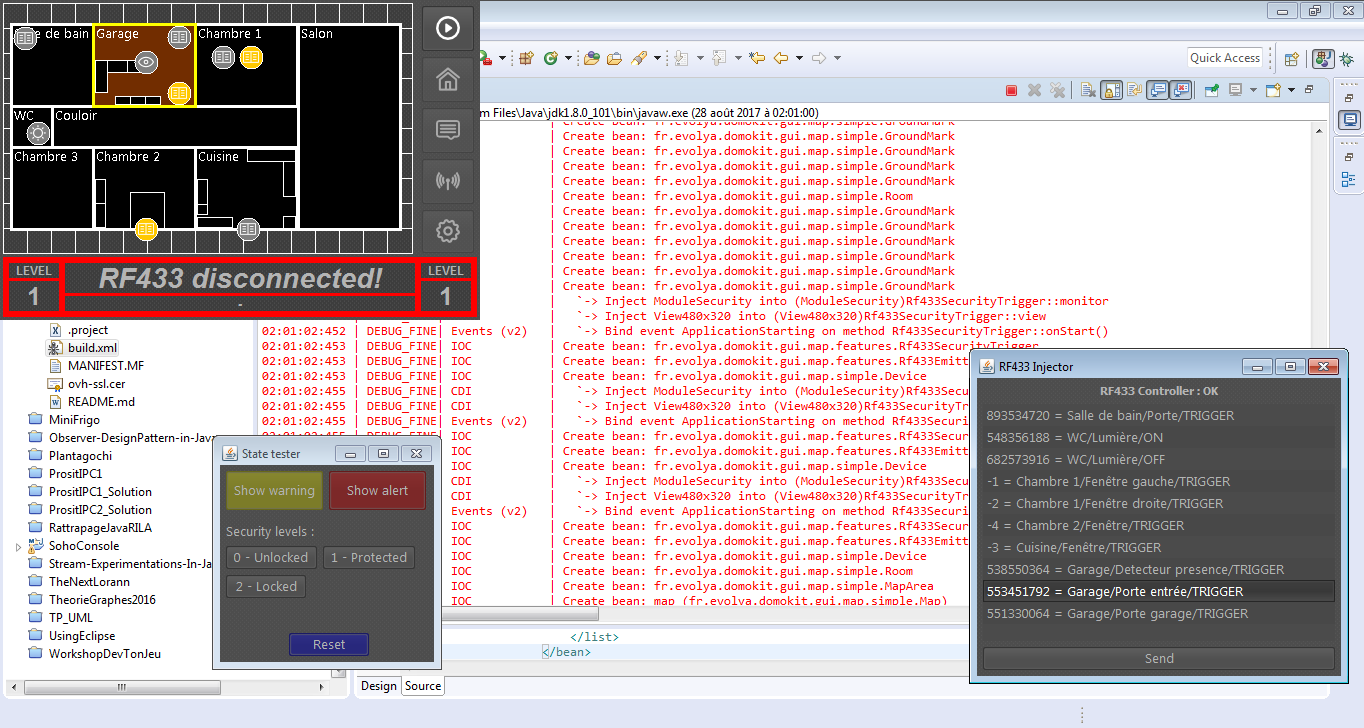 e de bain
Garage
Chambre 1
Salon
WC
Couloir
Chambre 3
Chambre 2
Cuisine
LEVEL
1
RF433 disconnected!
-
LEVEL
1
Quick Access
m Files\Java\jdk1.8.0_101\bin\javaw.exe (28 août 2017 à 02:01:00)
| Create bean: fr.evolya.domokit.gui.map.simple.GroundMark
| Create bean: fr.evolya.domokit.gui.map.simple.GroundMark
| Create bean: fr.evolya.domokit.gui.map.simple.GroundMark
| Create bean: fr.evolya.domokit.gui.map.simple.GroundMark
| Create bean: fr.evolya.domokit.gui.map.simple.GroundMark
| Create bean: fr.evolya.domokit.gui.map.simple.Room
| Create bean: fr.evolya.domokit.gui.map.simple.GroundMark
| Create bean: fr.evolya.domokit.gui.map.simple.GroundMark
| Create bean: fr.evolya.domokit.gui.map.simple.GroundMark
| Create bean: fr.evolya.domokit.gui.map.simple.GroundMark
| Create bean: fr.evolya.domokit.gui.map.simple.GroundMark
| Create bean: fr.evolya.domokit.gui.map.simple.GroundMark
| `-> Inject ModuleSecurity into (ModuleSecurity)Rf433SecurityTrigger::monitor
| `-> Inject View480x320 into (View480x320)Rf433SecurityTrigger::view
02:01:02:452 | DEBUG_FINE| Events (v2) | `-> Bind event ApplicationStarting on method Rf433SecurityTrigger::onStart()
02:01:02:453 | DEBUG_FINE| IOC | Create bean: fr.evolya.domokit.gui.map.features.Rf433SecurityTrigger
02:01:02:453 | DEBUG_FINE| IOC | Create bean: fr.evolya.domokit.gui.map.features.Rf433Emitt
02:01:02:453 | DEBUG_FINE| IOC | Create bean: fr.evolya.domokit.gui.map.simple.Device
02:01:02:453 | DEBUG_FINE| CDI | `-> Inject ModuleSecurity into (ModuleSecurity)Rf433Secur
02:01:02:455 | DEBUG_FINE| CDI | `-> Inject View480x320 into (View480x320)Rf433SecurityTr
02:01:02:455 | DEBUG_FINE| Events (v2) | `-> Bind event ApplicationStarting on method Rf433Securi
02:01:02:455 | DEBUG_FINE| IOC | Create bean: fr.evolya.domokit.gui.map.features.Rf433Secu
IOC | Create bean: fr.evolya.domokit.gui.map.features.Rf433Emitt
IOC | Create bean: fr.evolya.domokit.gui.map.simple.Device
CDI | `-> Inject ModuleSecurity into (ModuleSecurity)Rf433Secur
CDI | `-> Inject View480x320 into (View480x320)Rf433SecurityTr
Events (v2) | `-> Bind event ApplicationStarting on method Rf433Securi
IOC | Create bean: fr.evolya.domokit.gui.map.features.Rf433Secu
IOC | Create bean: fr.evolya.domokit.gui.map.features.Rf433Emitt
IOC | Create bean: fr.evolya.domokit.gui.map.simple.Device
IOC | Create bean: fr.evolya.domokit.gui.map.simple.Room
IOC | Create bean: fr.evolya.domokit.gui.map.simple.MapArea
IOC | Create bean: map (fr.evolya.domokit.gui.map.simple.Map)
</list>
</bean>
Design
Source
.project
build.xml
MANIFEST.MF
ovh-ssl.cer
README.md
MiniFrigo
Observer-DesignPattern-in-Java
Plantagochi
PrositIPC1
PrositIPC1_Solution
PrositIPC2_Solution
RattrapageJavaRILA
SohoConsole
Stream-Experimentations-In-Ja
TheNextLorann
TheorieGraphes2016
TP_UML
UsingEclipse
WorkshopDevTonJeu
State tester
Show warning
Show alert
Security levels :
0 - Unlocked
1 - Protected
2 - Locked
Reset
RF433 Injector
RF433 Controller : OK
893534720 = Salle de bain/Porte/TRIGGER
548356188 = WC/Lumière/ON
682573916 = WC/Lumière/OFF
-1 = Chambre 1/Fenêtre gauche/TRIGGER
-2 = Chambre 1/Fenêtre droite/TRIGGER
-4 = Chambre 2/Fenêtre/TRIGGER
-3 = Cuisine/Fenêtre/TRIGGER
538550364 = Garage/Detecteur presence/TRIGGER
553451792 = Garage/Porte entrée/TRIGGER
551330064 = Garage/Porte garage/TRIGGER
Send